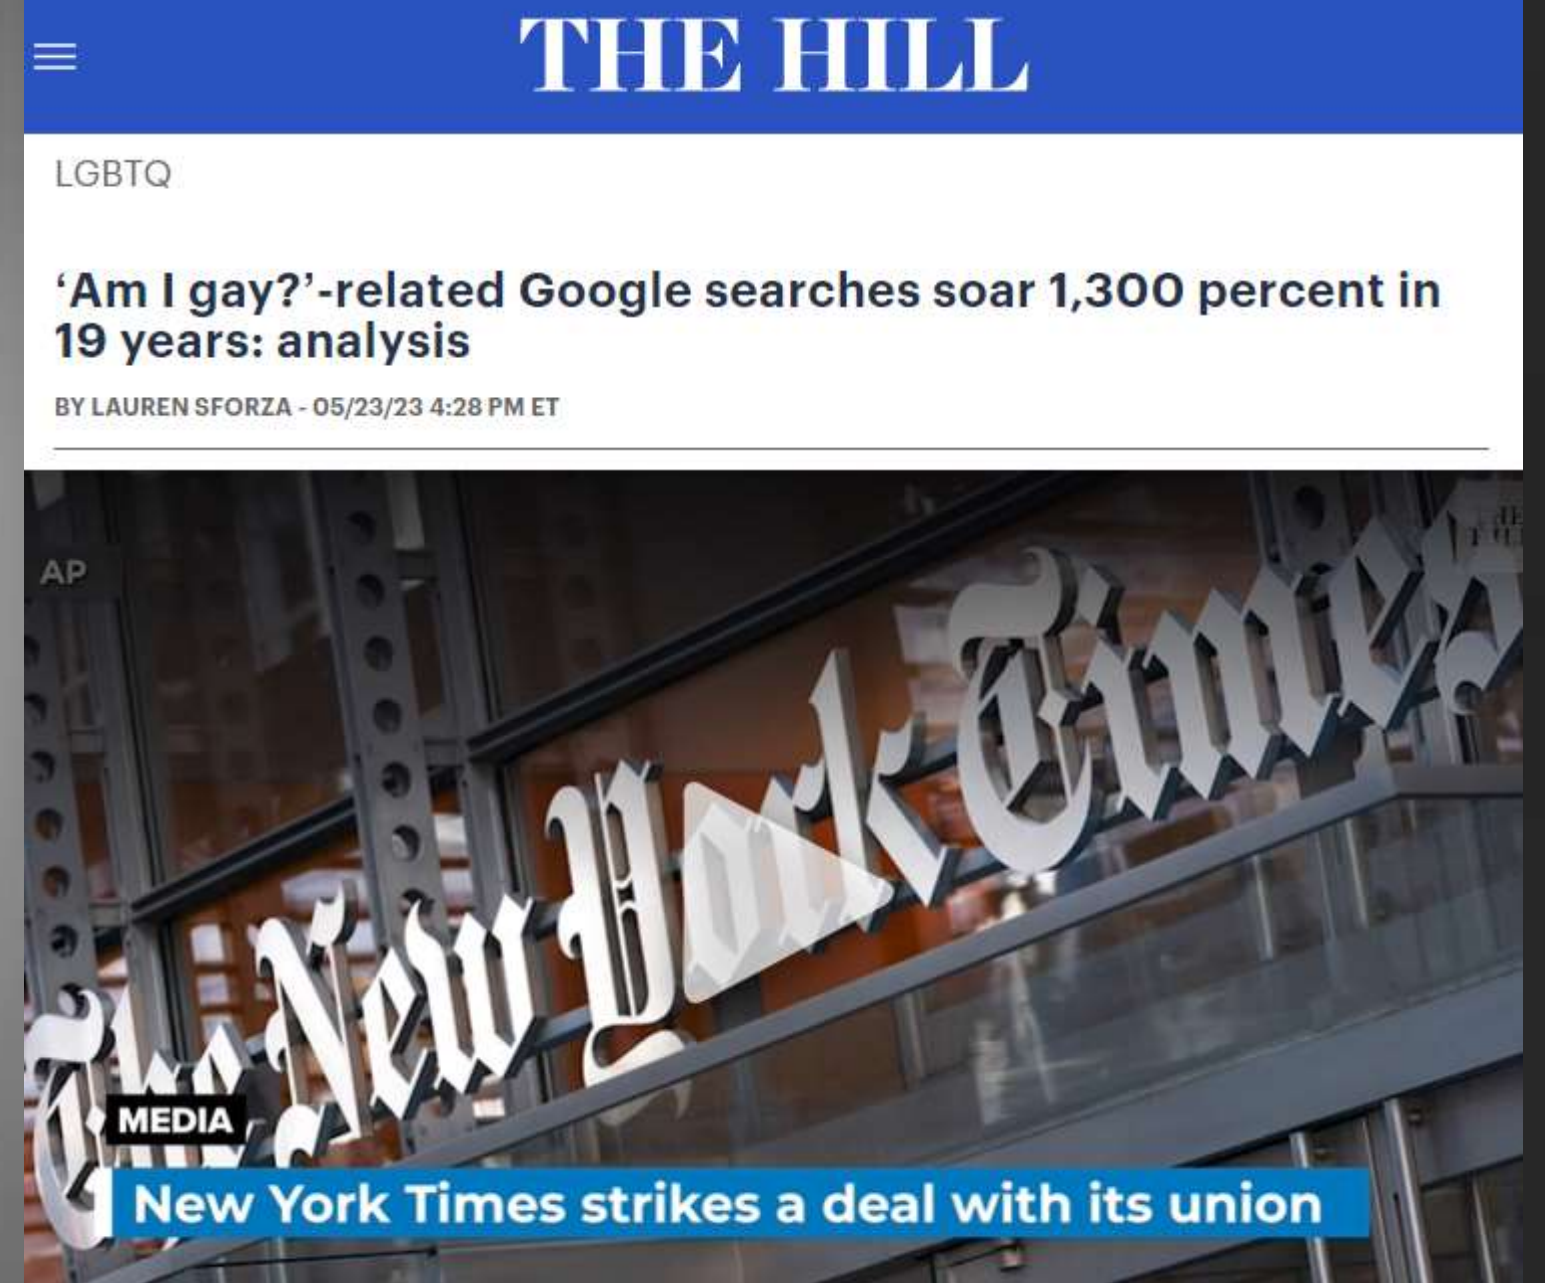 THE HILL
LGBTQ
‘Am I gay?’-related Google searches soar 1,300 percent in
19 years: analysis
BY LAUREN SFORZA - 05/23/23 4:28 PM ET
AP
The New York Times
MEDIA
New York Times strikes a deal with its union